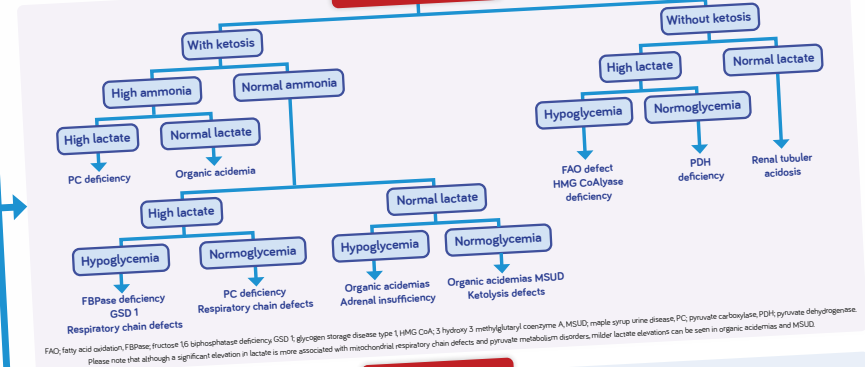 Without ketosis
With ketosis
High lactate
Normal lactate
High ammonia
Normal ammonia
Hypoglycemia
Normoglycemia
High lactate
Normal lactate
PC deficiency
Organic acidemia
FAO defect
HMG CoAlyase
deficiency
PDH
deficiency
Renal tubuler
acidosis
High lactate
Normal lactate
Hypoglycemia
Normoglycemia
Hypoglycemia
Normoglycemia
FBPase deficiency
GSD 1
Respiratory chain defects
PC deficiency
Respiratory chain defects
Organic acidemias
Adrenal insufficiency
Organic acidemias MSUD
Ketolysis defects
FAO; fatty acid oxidation, FBPase; fructose 1,6 biphosphatase deficiency, GSD 1; glycogen storage disease type 1, HMG CoA; 3 hydroxy 3 methylglutaryl coenzyme A, MSUD; maple syrup urine disease, PC; pyruvate carboxylase, PDH; pyruvate dehydrogenase.
Please note that although a significant elevation in lactate is more associated with mitochondrial respiratory chain defects and pyruvate metabolism disorders, milder lactate elevations can be seen in organic acidemias and MSUD.